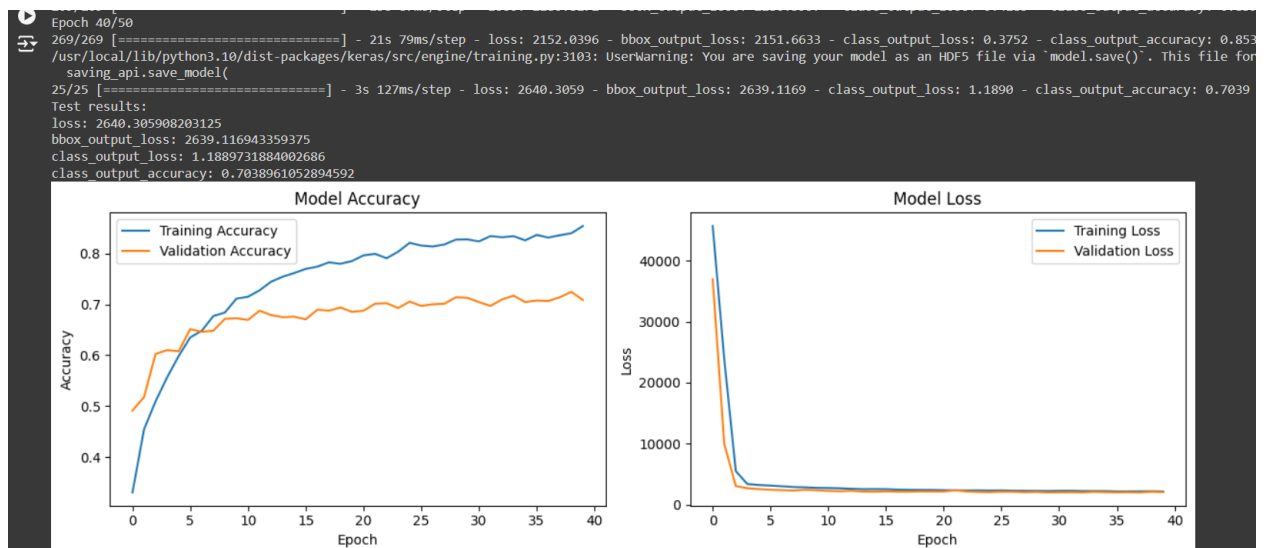 Epoch 40/50
269/269 [==============================] - 21s 79ms/step - loss: 2152.0396 - bbox_output_loss: 2151.6633 - class_output_loss: 0.3752 - class_output_accuracy: 0.853
/usr/local/lib/python3.10/dist-packages/keras/src/engine/training.py:3103: UserWarning: You are saving your model as an HDF5 file via `model.save()`. This file for
saving_api.save_model(
25/25 [==============================] - 3s 127ms/step - loss: 2640.3059 - bbox_output_loss: 2639.1169 - class_output_loss: 1.1890 - class_output_accuracy: 0.7039
Test results:
loss: 2640.305908203125
bbox_output_loss: 2639.116943359375
class_output_loss: 1.1889731884002686
class_output_accuracy: 0.7038961052894592
Model Accuracy
Training Accuracy
Validation Accuracy
Accuracy
0.8
0.7
0.6
0.5
0.4
0 5 10 15 20 25 30 35 40
Epoch
Model Loss
Training Loss
Validation Loss
Loss
40000
30000
20000
10000
0
0 5 10 15 20 25 30 35 40
Epoch